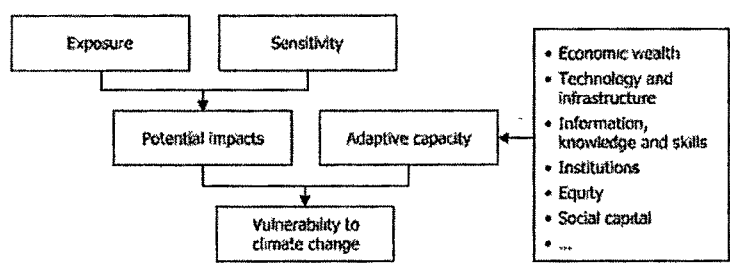 Exposure
Sensitivity
Potential impacts
Adaptive capacity
Vulnerability to
climate change
• Economic wealth
• Technology and
infrastructure
• Information,
knowledge and skills
• Institutions
• Equity
• Social capital
• ...